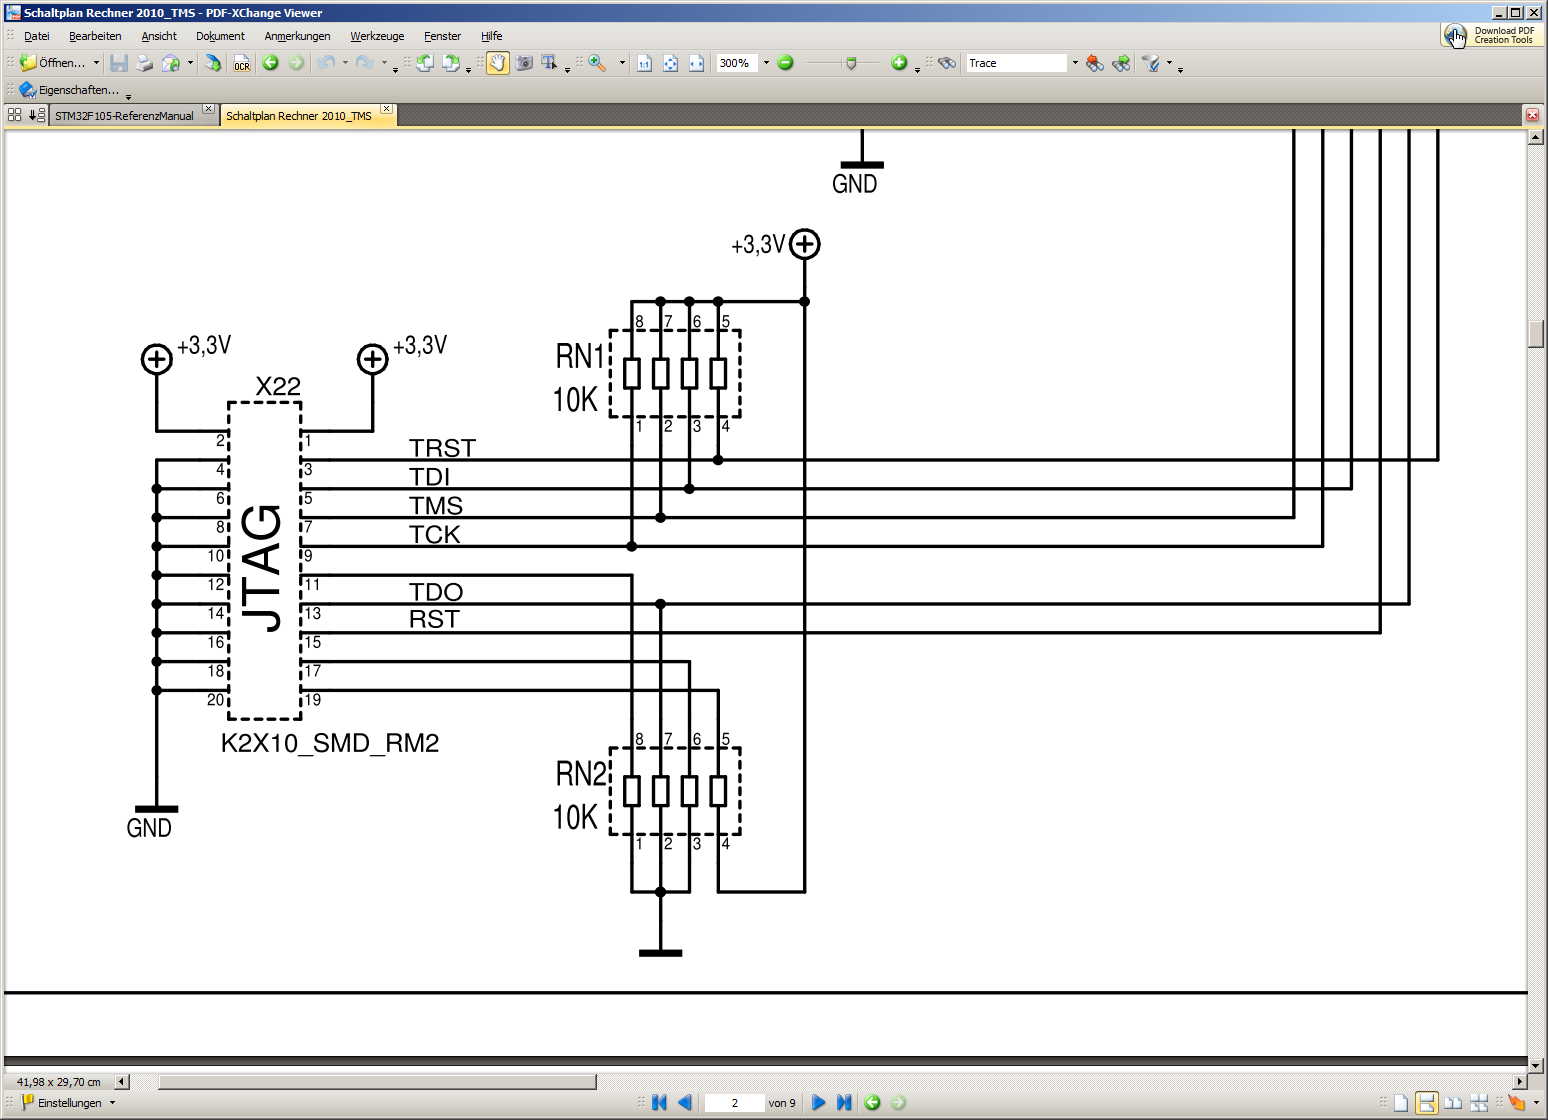 Schaltplan Rechner 2010_TMS - PDF-XChange Viewer
Datei Bearbeiten Ansicht Dokument Anmerkungen Werkzeuge Fenster Hilfe
Download PDF
Creation Tools
Öffnen... OCR 1:1 300% Trace
Eigenschaften...
STM32F105-ReferenzManual Schaltplan Rechner 2010_TMS
GND
+3,3V
8 7 6 5
+3,3V +3,3V RN1
X22 10K
2 1 1 2 3 4
TRST
4 3
TDI
6 5
TMS
8 7
TCK
10 9
JTAG
12 11
TDO
14 13
RST
16 15
18 17
20 19
K2X10_SMD_RM2 8 7 6 5
RN2
10K
GND 1 2 3 4
41,98 x 29,70 cm
Einstellungen 2 von 9